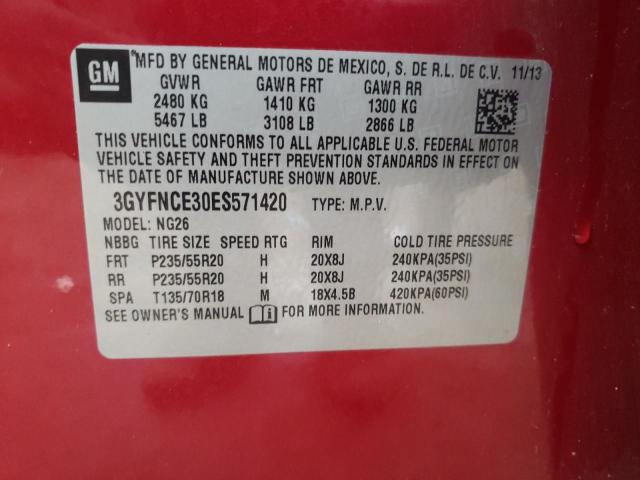 GM
*MFD BY GENERAL MOTORS DE MEXICO, S. DE R.L. DE C.V. 11/13
GVWR GAWR FRT GAWR RR
2480 KG 1410 KG 1300 KG
5467 LB 3108 LB 2866 LB
THIS VEHICLE CONFORMS TO ALL APPLICABLE U.S. FEDERAL MOTOR
VEHICLE SAFETY AND THEFT PREVENTION STANDARDS IN EFFECT ON
THE DATE OF MANUFACTURE SHOWN ABOVE.
3GYFNCE30ES571420 TYPE: M.P.V.
MODEL: NG26
NBBG TIRE SIZE SPEED RTG RIM COLD TIRE PRESSURE
FRT P235/55R20 H 20X8J 240KPA(35PSI)
RR P235/55R20 H 20X8J 240KPA(35PSI)
SPA T135/70R18 M 18X4.5B 420KPA(60PSI)
SEE OWNER'S MANUAL i FOR MORE INFORMATION.